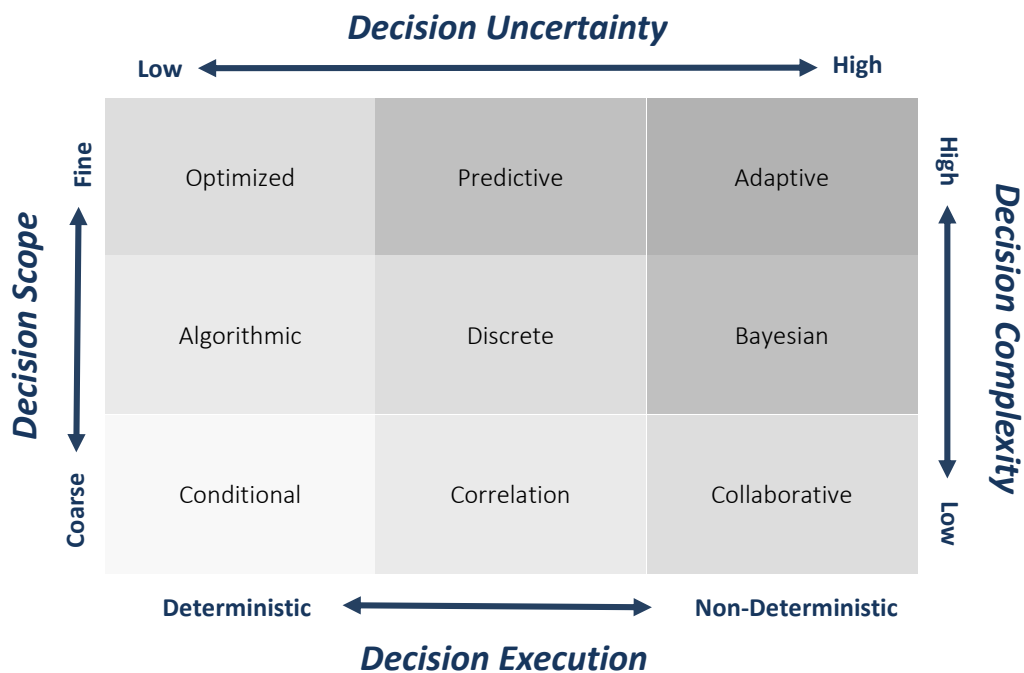 Decision Uncertainty
Low
High
Fine
Decision Scope
Coarse
Optimized
Predictive
Adaptive
Algorithmic
Discrete
Bayesian
Conditional
Correlation
Collaborative
High
Decision Complexity
Low
Deterministic
Non-Deterministic
Decision Execution